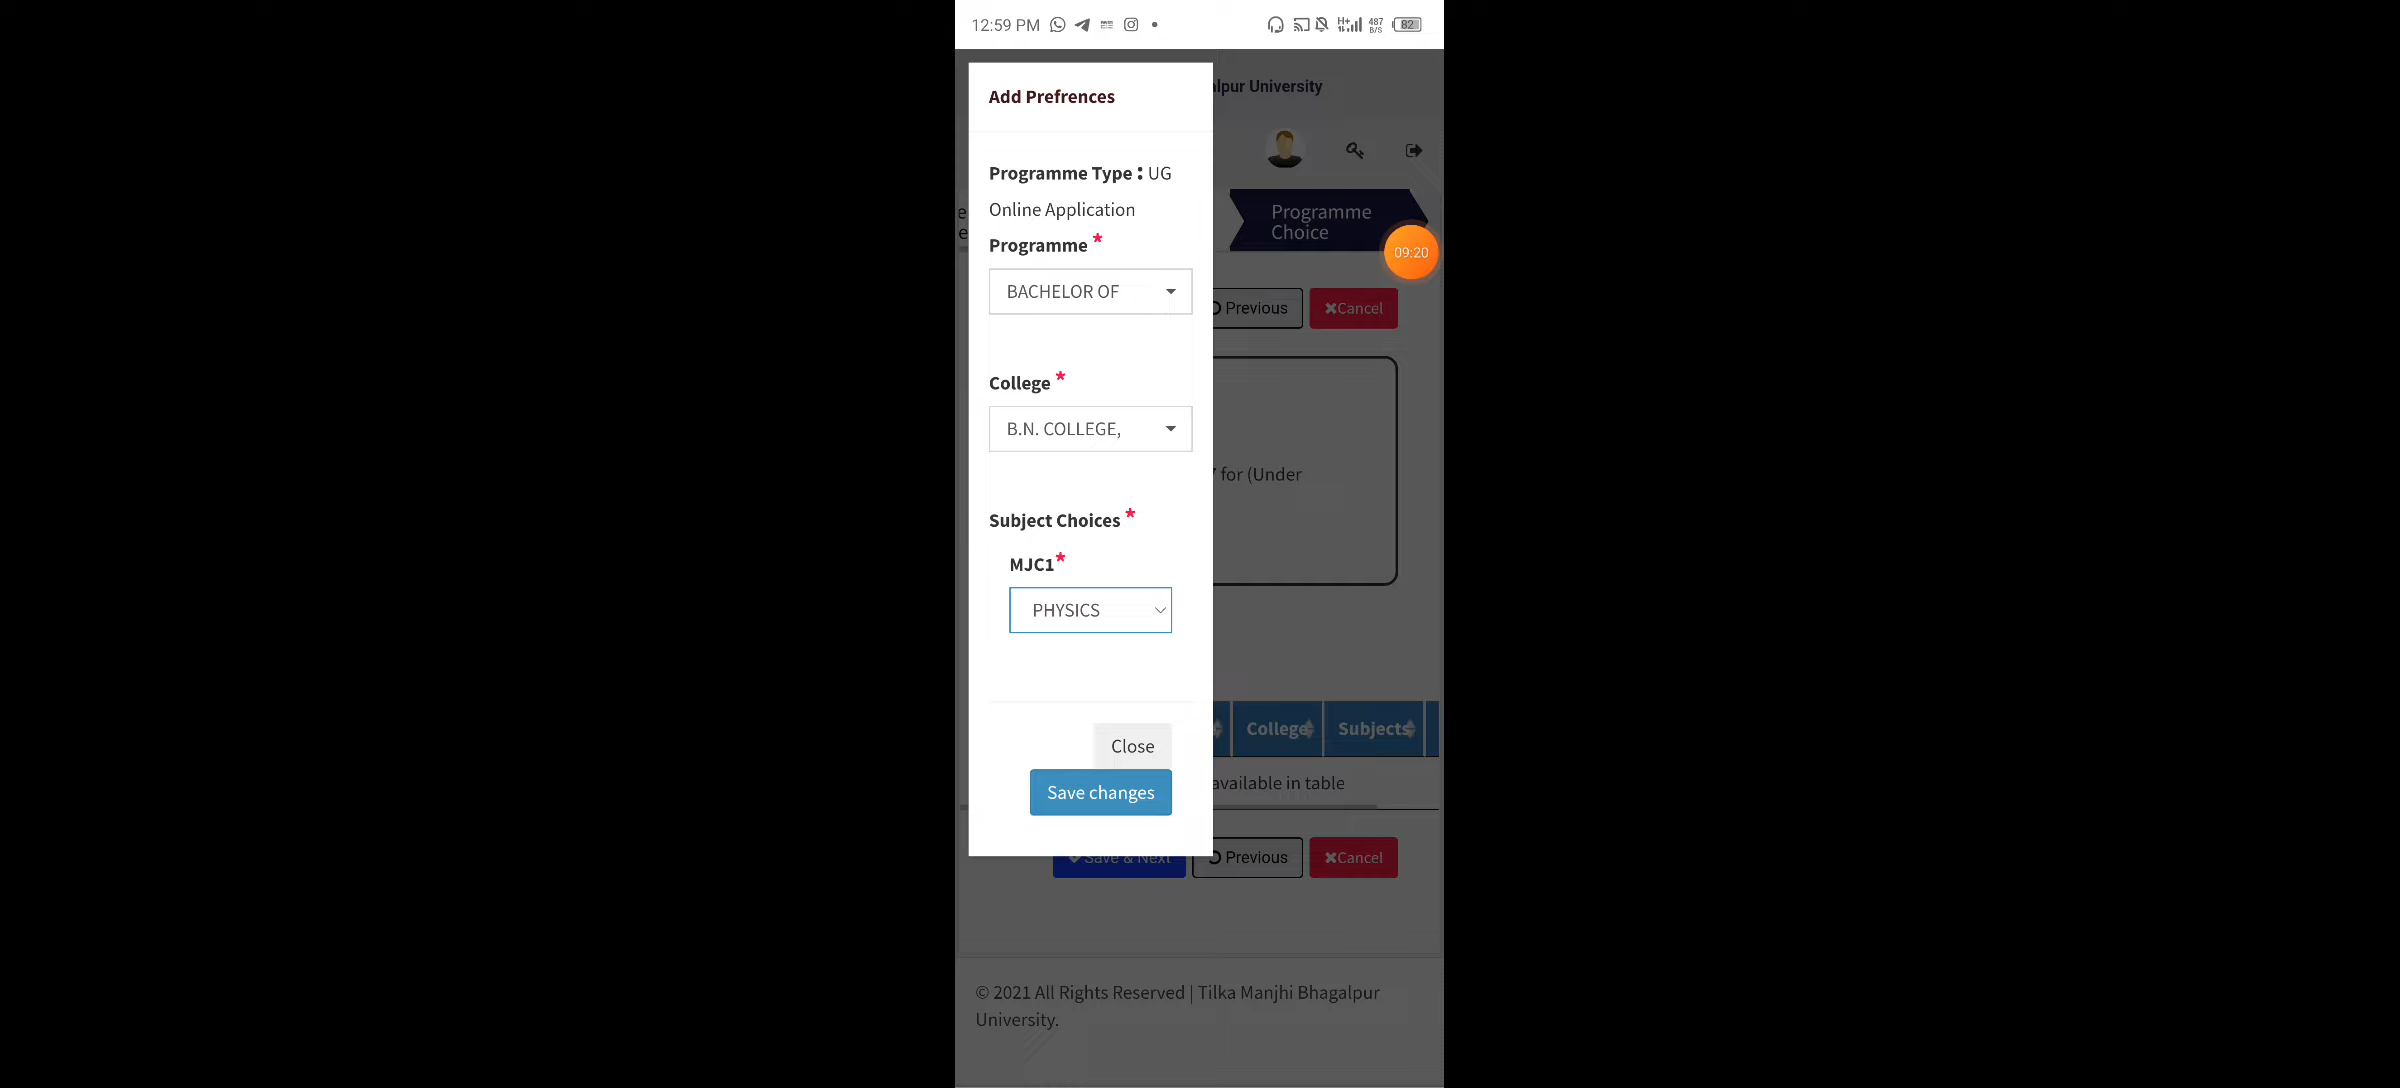 12:59 PM
487
B/S
82
Add Prefrences
alpur University
Programme Type : UG
Online Application
Programme *
BACHELOR OF
Programme
Choice
09:20
Previous
Cancel
College *
B.N. COLLEGE,
for (Under
Subject Choices *
MJC1*
PHYSICS
College
Subjects
Close
available in table
Save changes
Save & Next
Previous
Cancel
© 2021 All Rights Reserved | Tilka Manjhi Bhagalpur
University.